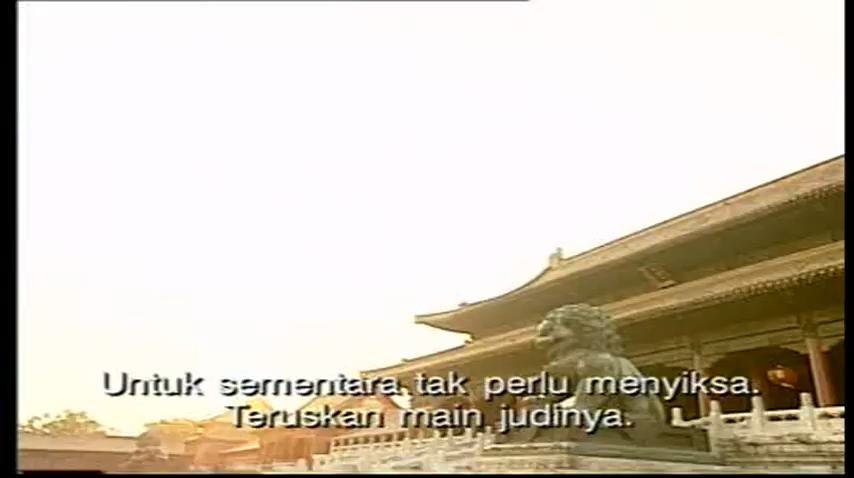 Untuk sementara tak perlu menyiksa.
Teruskan main judinya.